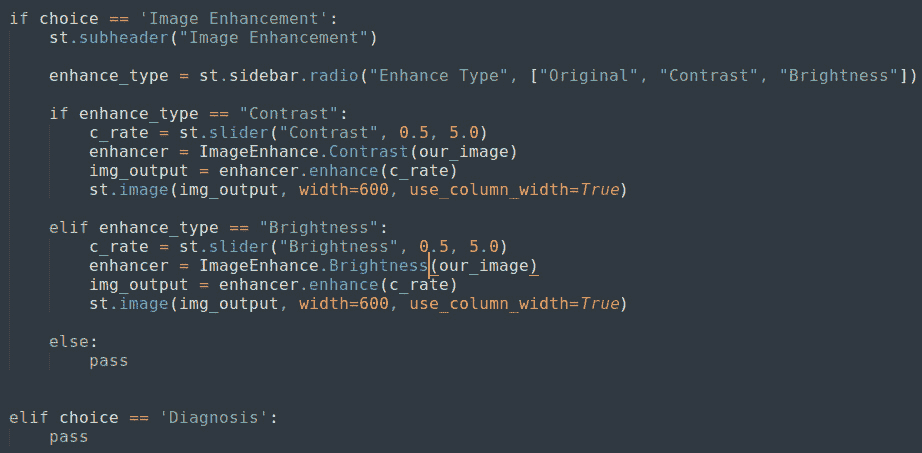 if choice == 'Image Enhancement':
    st.subheader("Image Enhancement")

    enhance_type = st.sidebar.radio("Enhance Type", ["Original", "Contrast", "Brightness"])

    if enhance_type == "Contrast":
        c_rate = st.slider("Contrast", 0.5, 5.0)
        enhancer = ImageEnhance.Contrast(our_image)
        img_output = enhancer.enhance(c_rate)
        st.image(img_output, width=600, use_column_width=True)

    elif enhance_type == "Brightness":
        c_rate = st.slider("Brightness", 0.5, 5.0)
        enhancer = ImageEnhance.Brightness(our_image)
        img_output = enhancer.enhance(c_rate)
        st.image(img_output, width=600, use_column_width=True)

    else:
        pass


elif choice == 'Diagnosis':
    pass